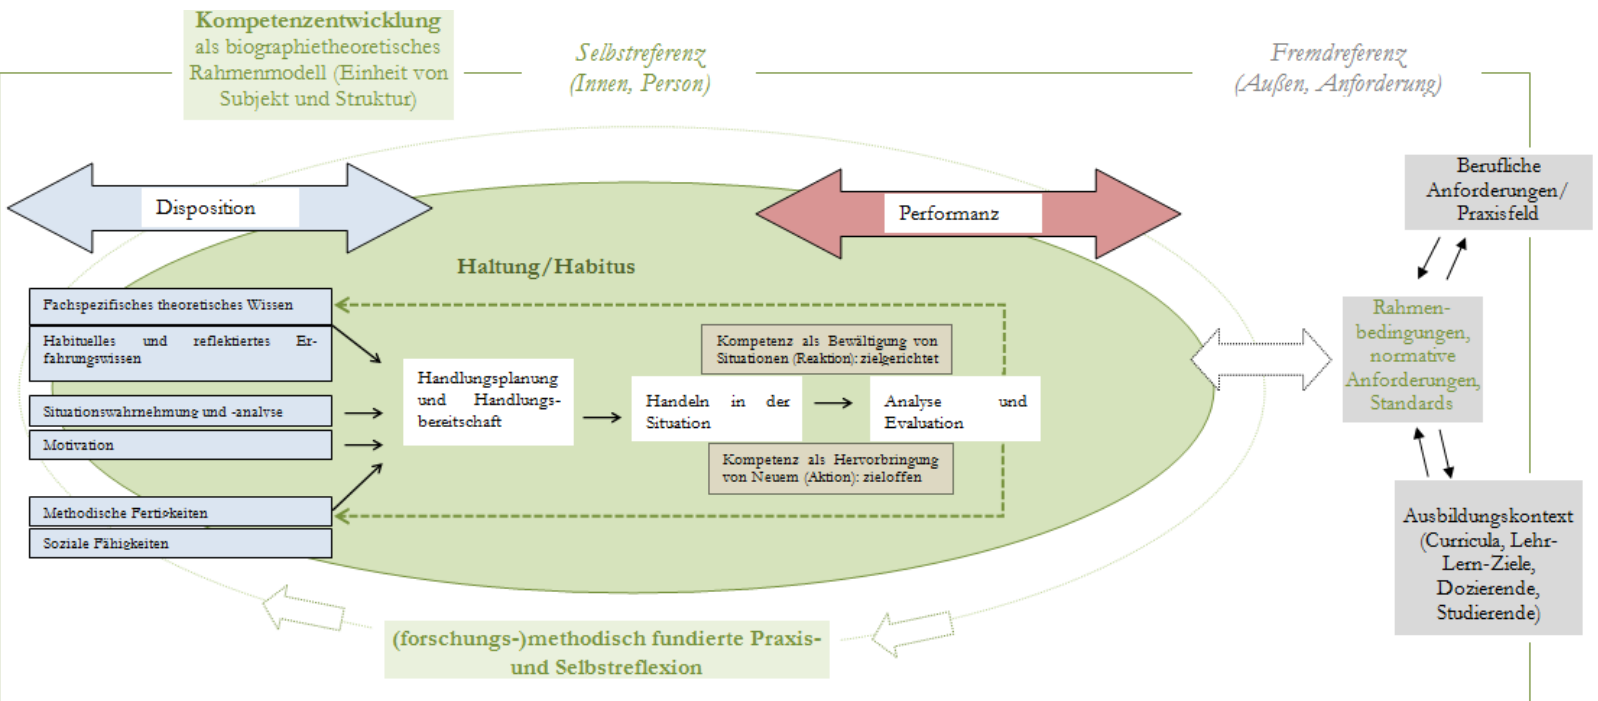 Kompetenzentwicklung
als biographietheoretisches
Rahmenmodell (Einheit von
Subjekt und Struktur)
Selbstreferenz
(Innen, Person)
Fremdreferenz
(Außen, Anforderung)
Disposition
Performanz
Berufliche
Anforderungen/
Praxisfeld
Haltung/Habitus
Fachspezifisches theoretisches Wissen
Habituelles und reflektiertes Er-
fahrungswissen
Situationswahrnehmung und -analyse
Motivation
Methodische Fertigkeiten
Soziale Fähigkeiten
Handlungsplanung
und Handlungs-
bereitschaft
Kompetenz als Bewältigung von
Situationen (Reaktion): zielgerichtet
Handeln in der
Situation
Analyse und
Evaluation
Kompetenz als Hervorbringung
von Neuem (Aktion): zieloffen
Rahmen-
bedingungen,
normative
Anforderungen,
Standards
Ausbildungskontext
(Curricula, Lehr-
Lern-Ziele,
Dozierende,
Studierende)
(forschungs-)methodisch fundierte Praxis-
und Selbstreflexion